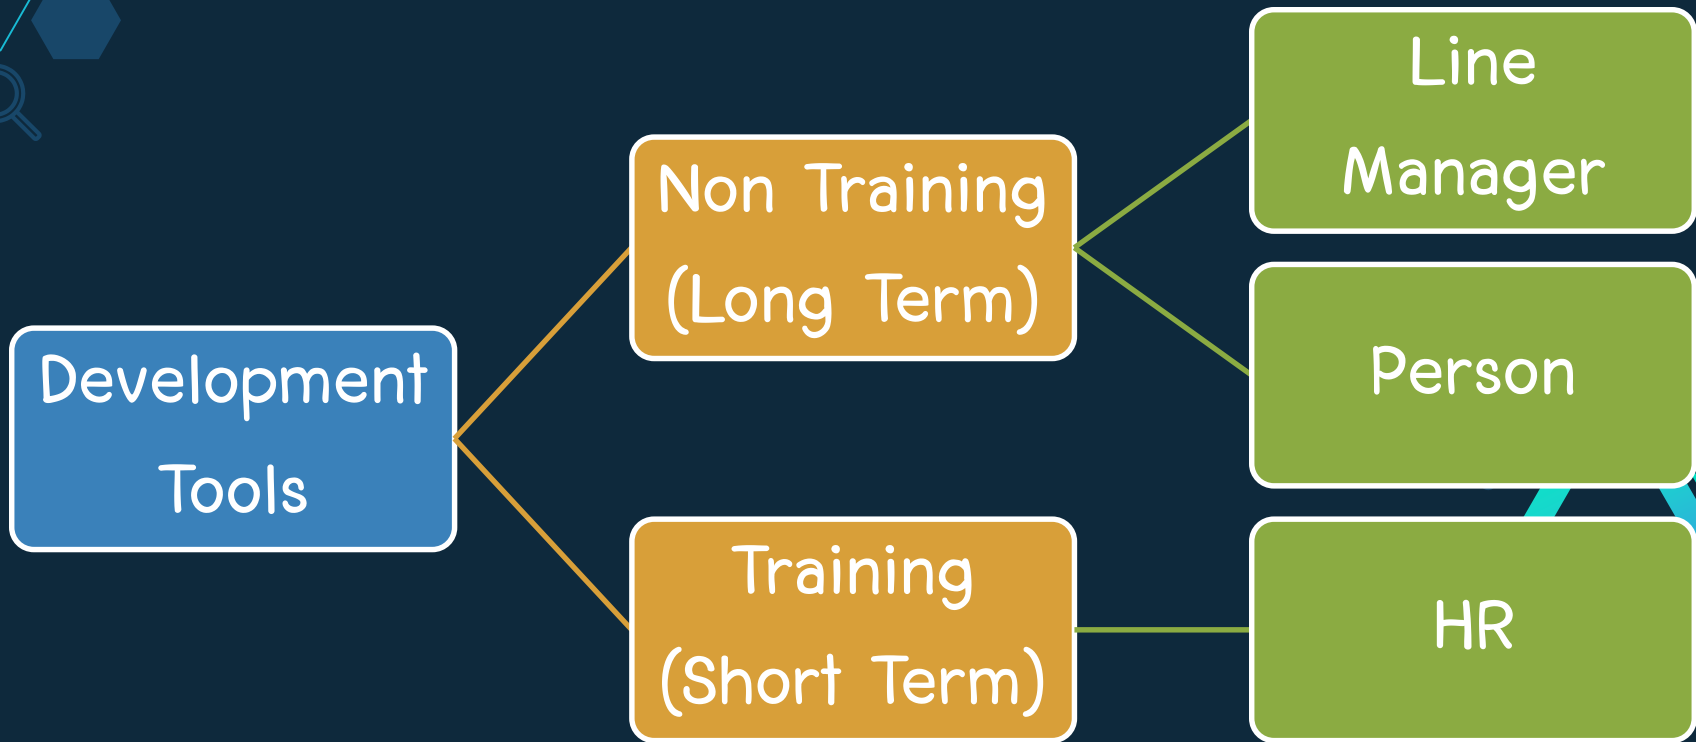 Development
Tools
Non Training
(Long Term)
Line
Manager
Person
Training
(Short Term)
HR